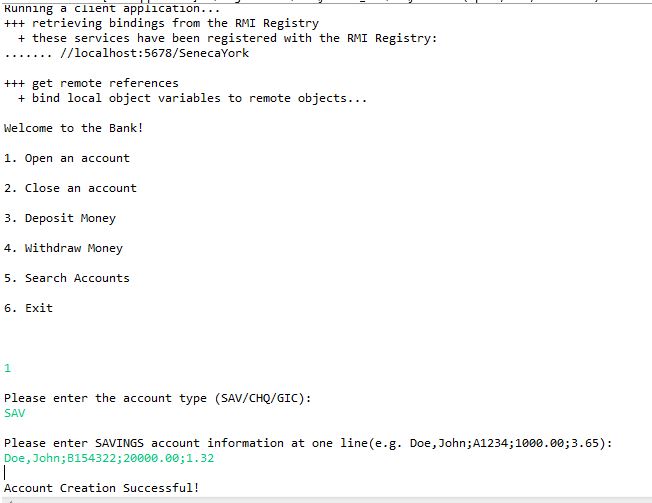 Running a client application...
+++ retrieving bindings from the RMI Registry
+ these services have been registered with the RMI Registry:
....... //localhost:5678/SenecaYork
+++ get remote references
+ bind local object variables to remote objects...
Welcome to the Bank!
1. Open an account
2. Close an account
3. Deposit Money
4. Withdraw Money
5. Search Accounts
6. Exit
1
Please enter the account type (SAV/CHQ/GIC):
SAV
Please enter SAVINGS account information at one line(e.g. Doe,John;A1234;1000.00;3.65):
Doe,John;B154322;20000.00;1.32
Account Creation Successful!